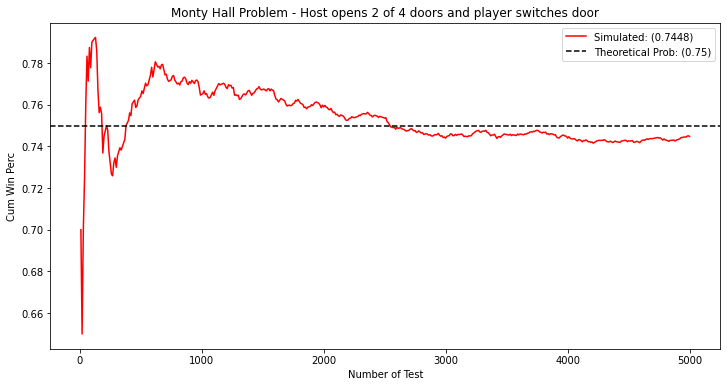 Monty Hall Problem - Host opens 2 of 4 doors and player switches door
Simulated: (0.7448)
Theoretical Prob: (0.75)
Cum Win Perc
0.78
0.76
0.74
0.72
0.70
0.68
0.66
0
1000
2000
3000
4000
5000
Number of Test